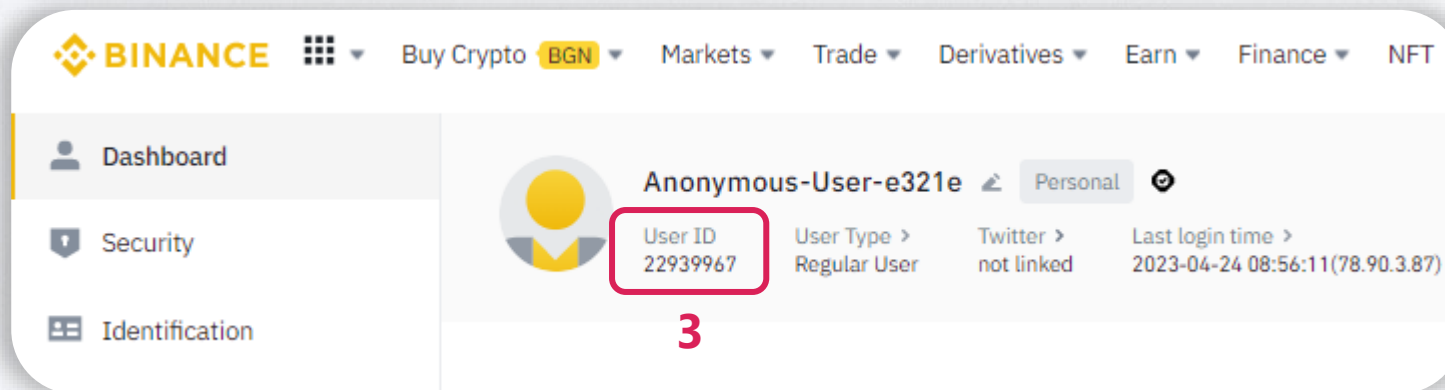 BINANCE Buy Crypto BGN Markets Trade Derivatives Earn Finance NFT
Dashboard
Security
Identification
Anonymous-User-e321e Personal
User ID User Type > Twitter > Last login time >
22939967 Regular User not linked 2023-04-24 08:56:11(78.90.3.87)
3